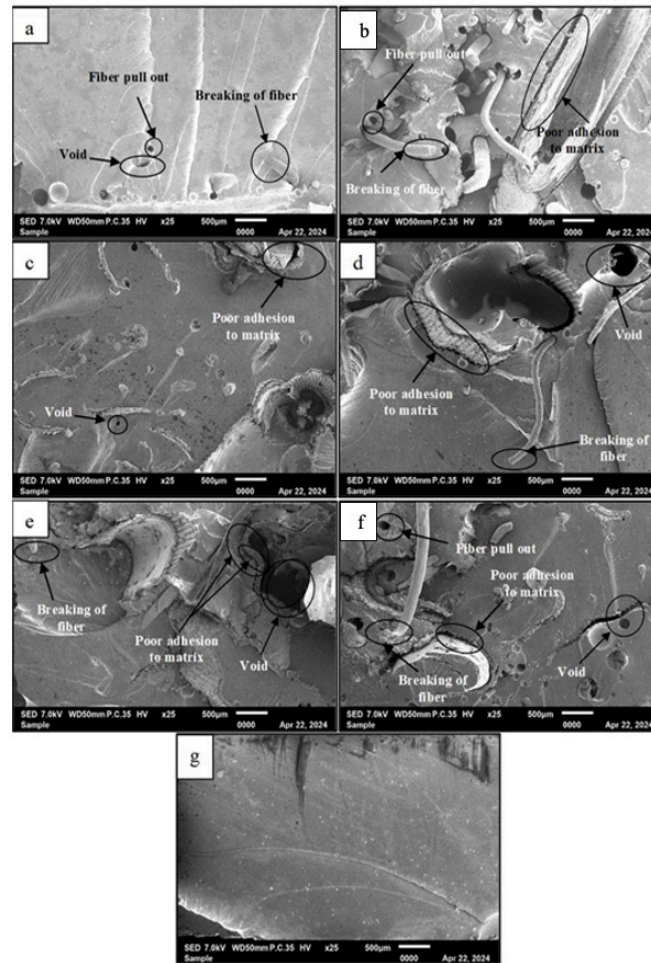 a
Fiber pull out
Breaking of fiber
Void
SED 7.0kV WD50mm P.C.35 HV x25 500µm 0000 Apr 22, 2024
Sample
b
Fiber pull out
Poor adhesion
to matrix
Breaking of fiber
SED 7.0kV WD50mm P.C.35 HV x25 500µm 0000 Apr 22, 2024
Sample
c
Poor adhesion
to matrix
Void
SED 7.0kV WD50mm P.C.35 HV x25 500µm 0000 Apr 22, 2024
Sample
d
Void
Poor adhesion
to matrix
Breaking of
fiber
SED 7.0kV WD50mm P.C.35 HV x25 500µm 0000 Apr 22, 2024
Sample
e
Breaking of
fiber
Poor adhesion
to matrix
Void
SED 7.0kV WD50mm P.C.35 HV x25 500µm 0000 Apr 22, 2024
Sample
f
Fiber pull out
Poor adhesion
to matrix
Void
Breaking of
fiber
SED 7.0kV WD50mm P.C.35 HV x25 500µm 0000 Apr 22, 2024
Sample
g
SED 7.0kV WD50mm P.C.35 HV x25 500µm 0000 Apr 22, 2024
Sample